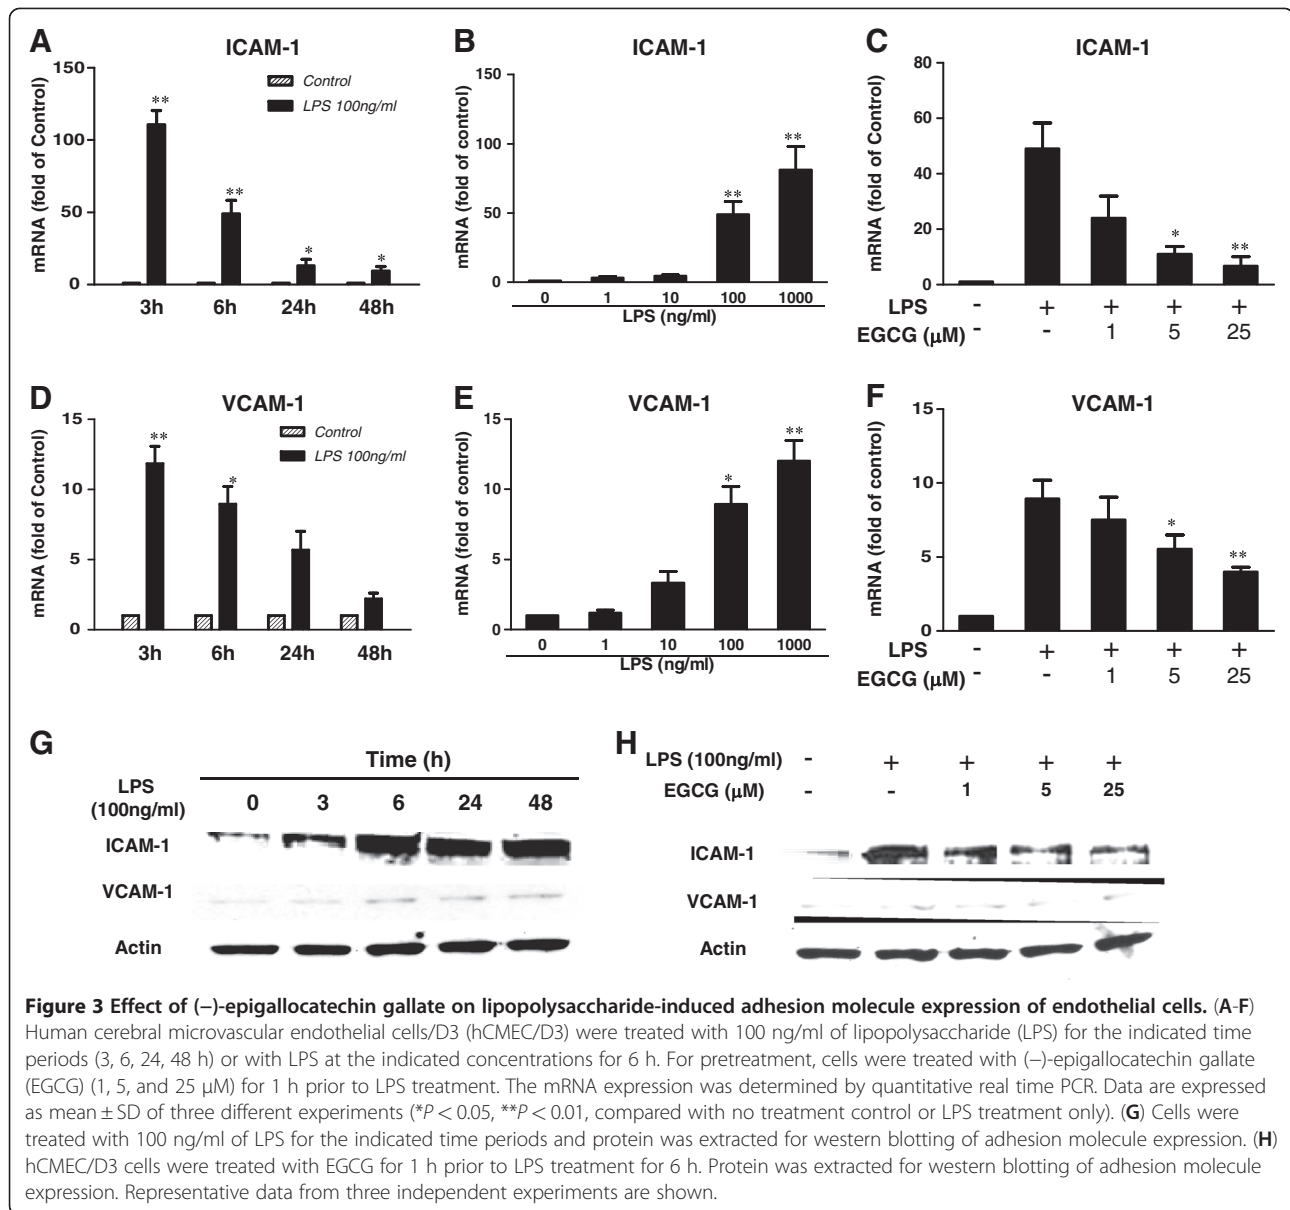 A
ICAM-1
mRNA (fold of Control)
150
100
50
0
Control
LPS 100ng/ml
**
**
*
*
3h 6h 24h 48h
B
ICAM-1
mRNA (fold of control)
150
100
50
0
**
**
0 1 10 100 1000
LPS (ng/ml)
C
ICAM-1
mRNA (fold of Control)
80
60
40
20
0
*
**
LPS - + + + +
EGCG (μM) - - 1 5 25
D
VCAM-1
mRNA (fold of Control)
15
10
5
0
Control
LPS 100ng/ml
**
*
3h 6h 24h 48h
E
VCAM-1
mRNA (fold of control)
15
10
5
0
*
**
0 1 10 100 1000
LPS (ng/ml)
F
VCAM-1
mRNA (fold of control)
15
10
5
0
*
**
LPS - + + + +
EGCG (μM) - - 1 5 25
G
Time (h)
LPS
(100ng/ml)
0 3 6 24 48
ICAM-1
VCAM-1
Actin
H
LPS (100ng/ml) - + + + +
EGCG (μM) - - 1 5 25
ICAM-1
VCAM-1
Actin
Figure 3 Effect of (−)-epigallocatechin gallate on lipopolysaccharide-induced adhesion molecule expression of endothelial cells. (A-F)
Human cerebral microvascular endothelial cells/D3 (hCMEC/D3) were treated with 100 ng/ml of lipopolysaccharide (LPS) for the indicated time
periods (3, 6, 24, 48 h) or with LPS at the indicated concentrations for 6 h. For pretreatment, cells were treated with (−)-epigallocatechin gallate
(EGCG) (1, 5, and 25 μM) for 1 h prior to LPS treatment. The mRNA expression was determined by quantitative real time PCR. Data are expressed
as mean ± SD of three different experiments (*P < 0.05, **P < 0.01, compared with no treatment control or LPS treatment only). (G) Cells were
treated with 100 ng/ml of LPS for the indicated time periods and protein was extracted for western blotting of adhesion molecule expression. (H)
hCMEC/D3 cells were treated with EGCG for 1 h prior to LPS treatment for 6 h. Protein was extracted for western blotting of adhesion molecule
expression. Representative data from three independent experiments are shown.